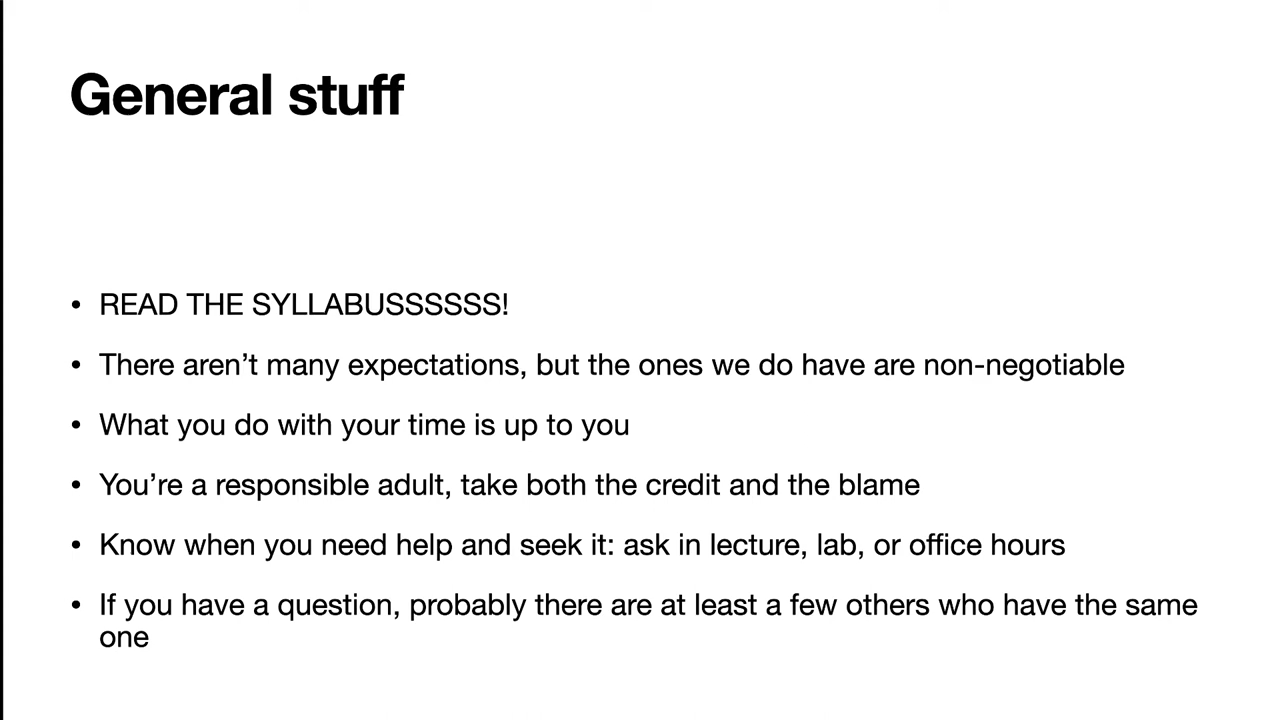 General stuff
• READ THE SYLLABUSSSSSS!
• There aren’t many expectations, but the ones we do have are non-negotiable
• What you do with your time is up to you
• You’re a responsible adult, take both the credit and the blame
• Know when you need help and seek it: ask in lecture, lab, or office hours
• If you have a question, probably there are at least a few others who have the same
one